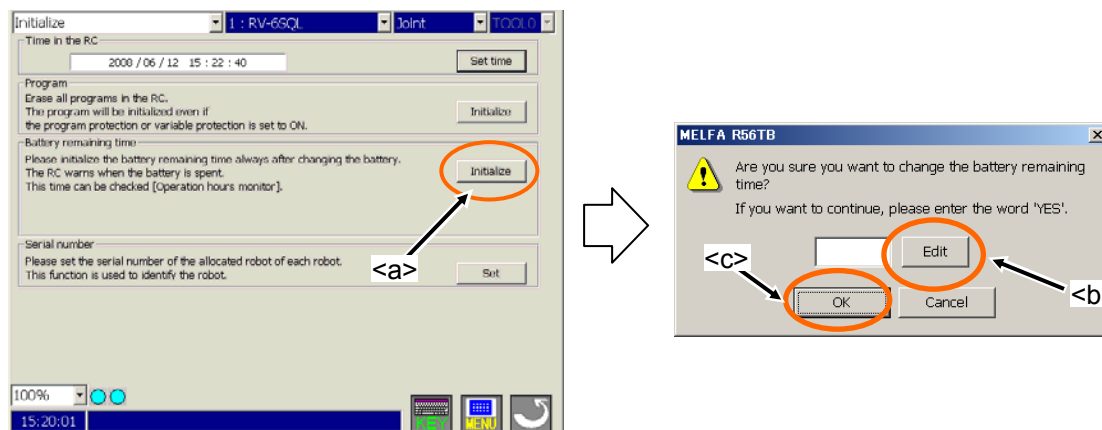 Initialize 1 : RV-6SQL Joint TOOL0
Time in the RC
2008 / 06 / 12 15 : 22 : 40 Set time
Program
Erase all programs in the RC.
The program will be initialized even if
the program protection or variable protection is set to ON.
Initialize
Battery remaining time
Please initialize the battery remaining time always after changing the battery.
The RC warns when the battery is spent.
This time can be checked [Operation hours monitor].
Initialize
<a>
Serial number
Please set the serial number of the allocated robot of each robot.
This function is used to identify the robot.
Set
100%
15:20:01
KEY MENU
MELFA R56TB
Are you sure you want to change the battery remaining
time?
If you want to continue, please enter the word 'YES'.
Edit
<c>
<b
OK Cancel